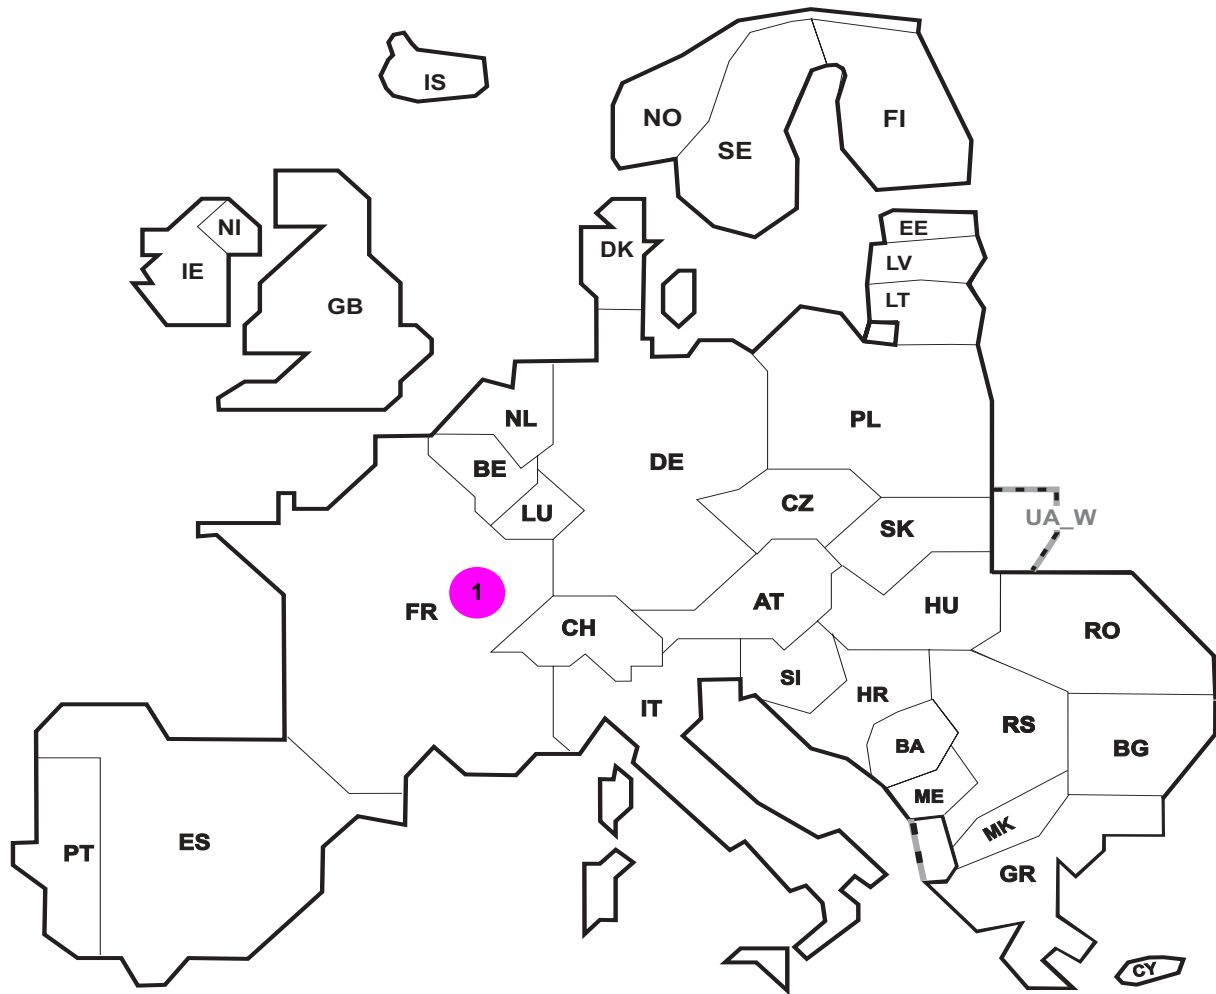 IS
NO
SE
FI
NI
IE
GB
DK
EE
LV
LT
NL
BE
LU
DE
PL
CZ
SK
UA_W
FR
1
CH
AT
HU
RO
SI
HR
IT
BA
RS
BG
ME
MK
GR
PT
ES
CY